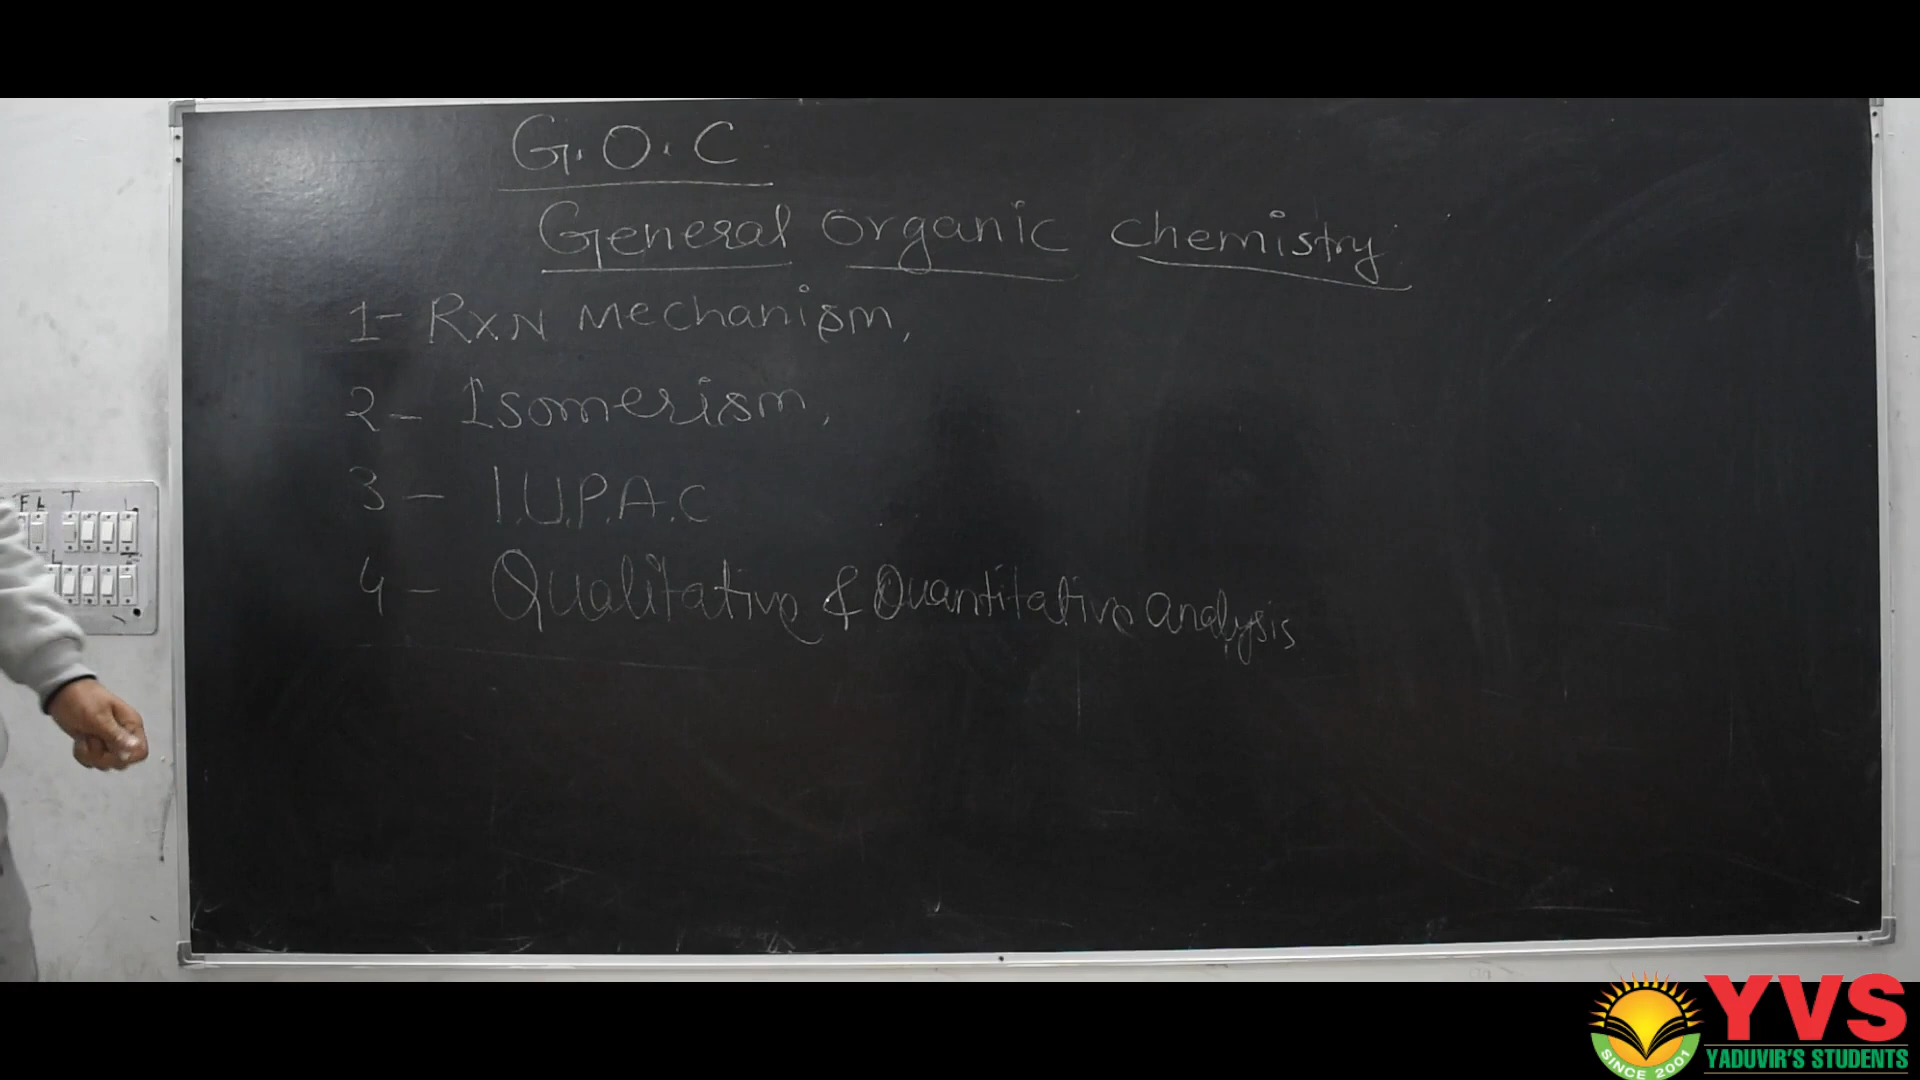 G.O.C
General Organic Chemistry
1- RXN Mechanism,
2- Isomerism,
3- I.U.P.A.C
4- Qualitative & Quantitative analysis
F L T
YVS
YADUVIR'S STUDENTS
SINCE 2001